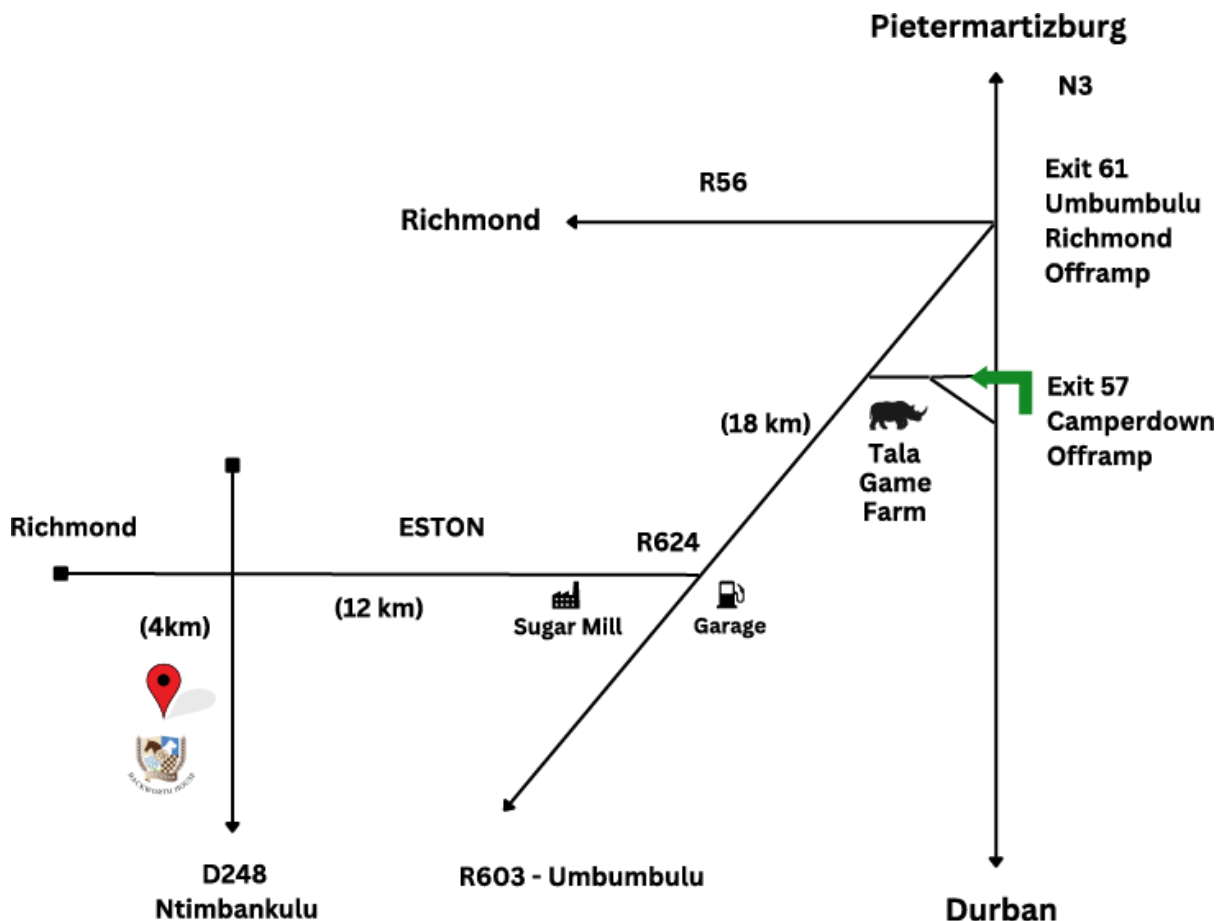 Pietermartizburg
N3
R56
Richmond
Exit 61
Umbumbulu
Richmond
Offramp
Exit 57
Camperdown
Offramp
(18 km)
Tala
Game
Farm
Richmond
ESTON
R624
(12 km)
Sugar Mill
Garage
(4km)
D248
Ntimbankulu
R603 - Umbumbulu
Durban